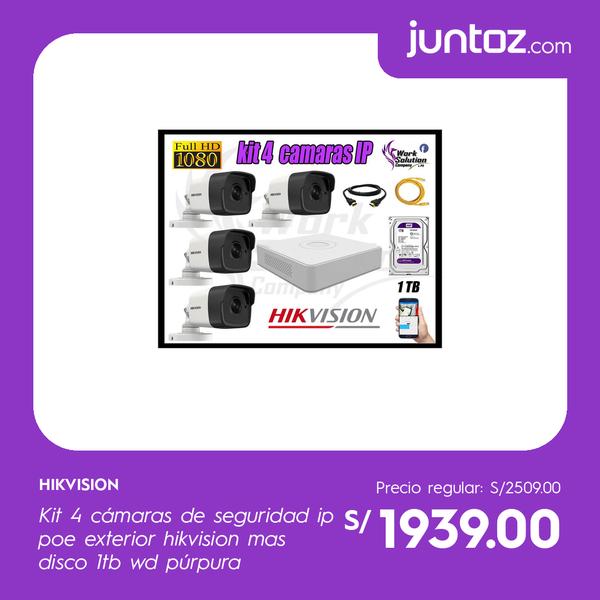 juntoz.com
Full HD
1080
kit 4 camaras IP
Work
Solution
Company
1 TB
HIKVISION
HIKVISION
Kit 4 cámaras de seguridad ip
poe exterior hikvision mas
disco 1tb wd púrpura
Precio regular: S/2509.00
S/ 1939.00